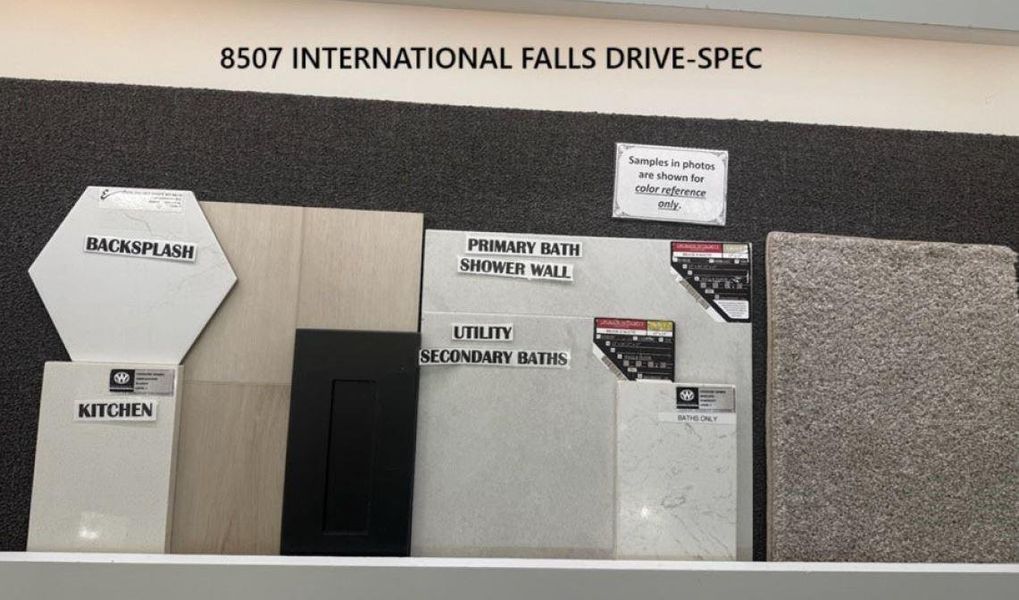 8507 INTERNATIONAL FALLS DRIVE-SPEC
Samples in photos
are shown for
color reference
only.
BACKSPLASH
PRIMARY BATH
SHOWER WALL
UTILITY
SECONDARY BATHS
KITCHEN
BATHS ONLY